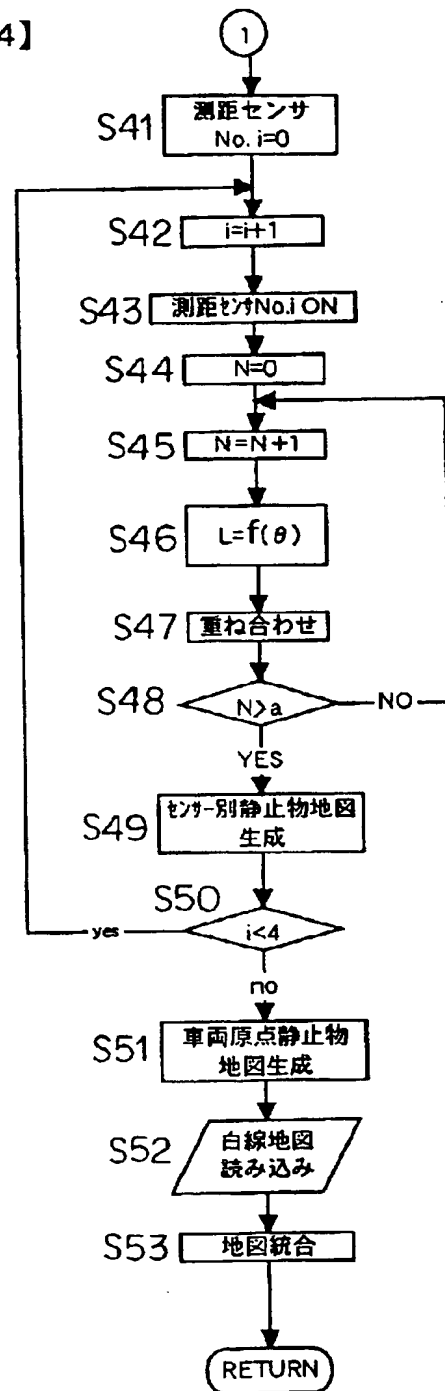 4】
1
S41
測距センサ
No. i=0
S42
i=i+1
S43
測距センサNo.i ON
S44
N=0
S45
N=N+1
S46
L=f(θ)
S47
重ね合わせ
S48
N>a
NO
YES
S49
センサー別静止物地図
生成
S50
i<4
yes
no
S51
車両原点静止物
地図生成
S52
白線地図
読み込み
S53
地図統合
RETURN